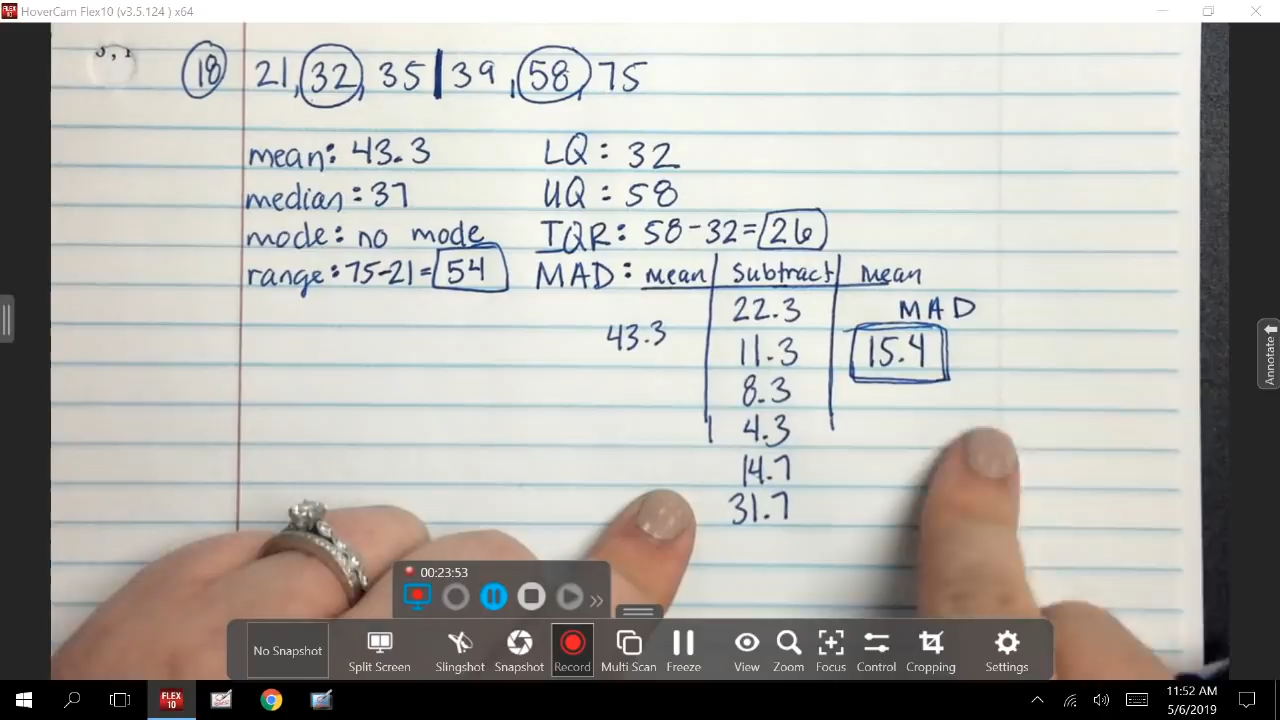 HoverCam Flex10 (v3.5.124) x64
18 21, 32, 35 | 39, 58, 75
mean: 43.3 LQ: 32
median: 37 UQ: 58
mode: no mode IQR: 58-32=26
range: 75-21=54 MAD: mean Subtract mean
22.3 MAD
43.3
11.3 15.4
8.3
4.3
14.7
31.7
Annotate
00:23:53
No Snapshot Split Screen Slingshot Snapshot Record Multi Scan Freeze View Zoom Focus Control Cropping Settings
FLEX 10
11:52 AM
5/6/2019